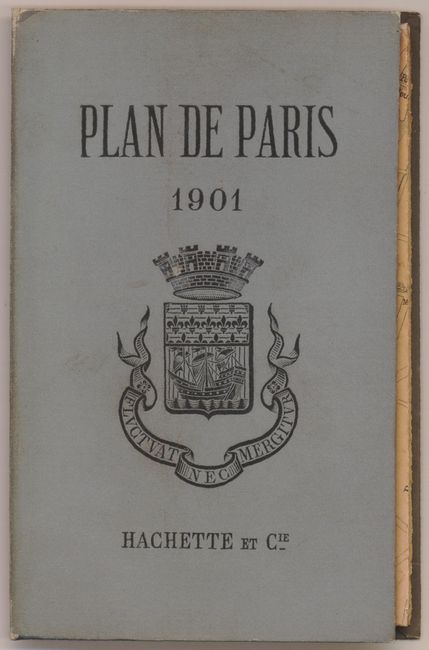 PLAN DE PARIS
1901
FLVCTVAT NEC MERGITVR
HACHETTE ET CIE